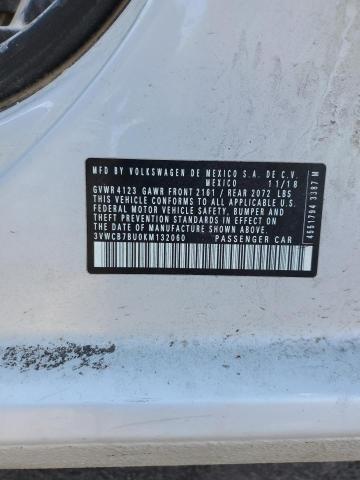 MFD BY VOLKSWAGEN DE MEXICO S.A. DE C.V.
MEXICO 11/18
GVWR 4123 GAWR FRONT 2161 / REAR 2072 LBS
THIS VEHICLE CONFORMS TO ALL APPLICABLE U.S.
FEDERAL MOTOR VEHICLE SAFETY, BUMPER AND
THEFT PREVENTION STANDARDS IN EFFECT ON
THE DATE OF MANUFACTURE SHOWN ABOVE.
3VWCB7BU0KM132060 PASSENGER CAR
4551794 3387 M